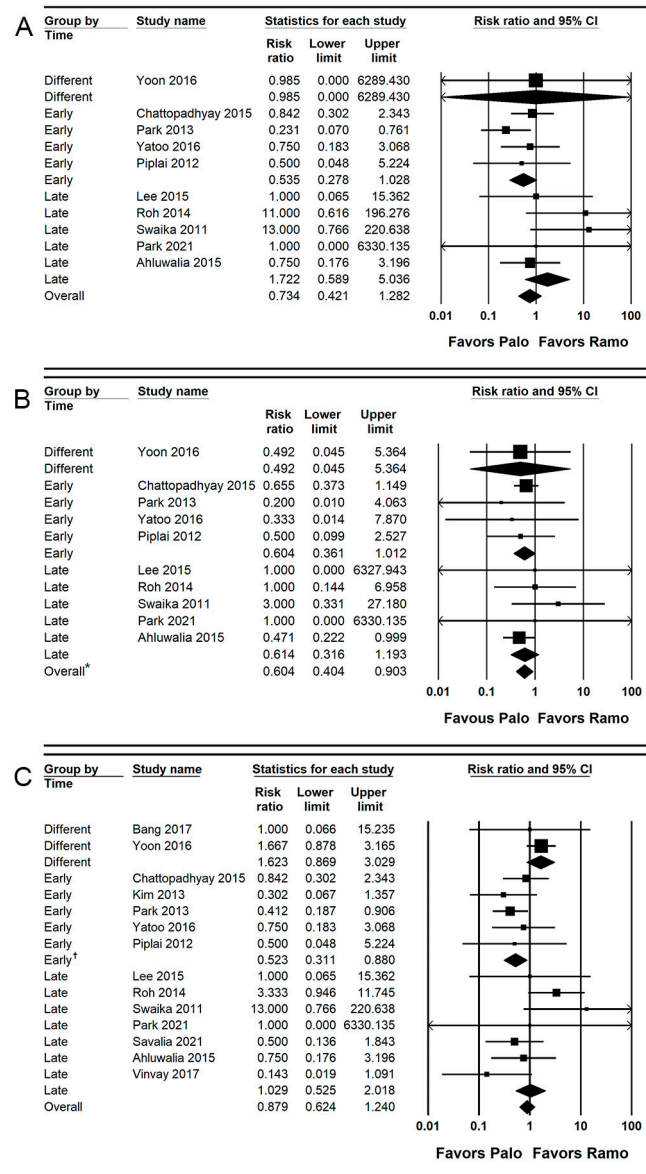 A
Group by Time Study name Statistics for each study Risk ratio and 95% CI
Risk ratio Lower limit Upper limit
Different Yoon 2016 0.985 0.000 6289.430
Different 0.985 0.000 6289.430
Early Chattopadhyay 2015 0.842 0.302 2.343
Early Park 2013 0.231 0.070 0.761
Early Yatoo 2016 0.750 0.183 3.068
Early Piplai 2012 0.500 0.048 5.224
Early 0.535 0.278 1.028
Late Lee 2015 1.000 0.065 15.362
Late Roh 2014 11.000 0.616 196.276
Late Swaika 2011 13.000 0.766 220.638
Late Park 2021 1.000 0.000 6330.135
Late Ahluwalia 2015 0.750 0.176 3.196
Late 1.722 0.589 5.036
Overall 0.734 0.421 1.282
0.01 0.1 1 10 100
Favors Palo Favors Ramo
B
Group by Time Study name Risk ratio and 95% CI
Risk ratio Lower limit Upper limit
Different Yoon 2016 0.492 0.045 5.364
Different 0.492 0.045 5.364
Early Chattopadhyay 2015 0.655 0.373 1.149
Early Park 2013 0.200 0.010 4.063
Early Yatoo 2016 0.333 0.014 7.870
Early Piplai 2012 0.500 0.099 2.527
Early 0.604 0.361 1.012
Late Lee 2015 1.000 0.000 6327.943
Late Roh 2014 1.000 0.144 6.958
Late Swaika 2011 3.000 0.331 27.180
Late Park 2021 1.000 0.000 6330.135
Late Ahluwalia 2015 0.471 0.222 0.999
Late 0.614 0.316 1.193
Overall* 0.604 0.404 0.903
0.01 0.1 1 10 100
Favous Palo Favors Ramo
C
Group by Time Study name Statistics for each study Risk ratio and 95% CI
Risk ratio Lower limit Upper limit
Different Bang 2017 1.000 0.066 15.235
Different Yoon 2016 1.667 0.878 3.165
Different 1.623 0.869 3.029
Early Chattopadhyay 2015 0.842 0.302 2.343
Early Kim 2013 0.302 0.067 1.357
Early Park 2013 0.412 0.187 0.906
Early Yatoo 2016 0.750 0.183 3.068
Early Piplai 2012 0.500 0.048 5.224
Early† 0.523 0.311 0.880
Late Lee 2015 1.000 0.065 15.362
Late Roh 2014 3.333 0.946 11.745
Late Swaika 2011 13.000 0.766 220.638
Late Park 2021 1.000 0.000 6330.135
Late Savalia 2021 0.500 0.136 1.843
Late Ahluwalia 2015 0.750 0.176 3.196
Late Vinvay 2017 0.143 0.019 1.091
Late 1.029 0.525 2.018
Overall 0.879 0.624 1.240
0.01 0.1 1 10 100
Favors Palo Favors Ramo